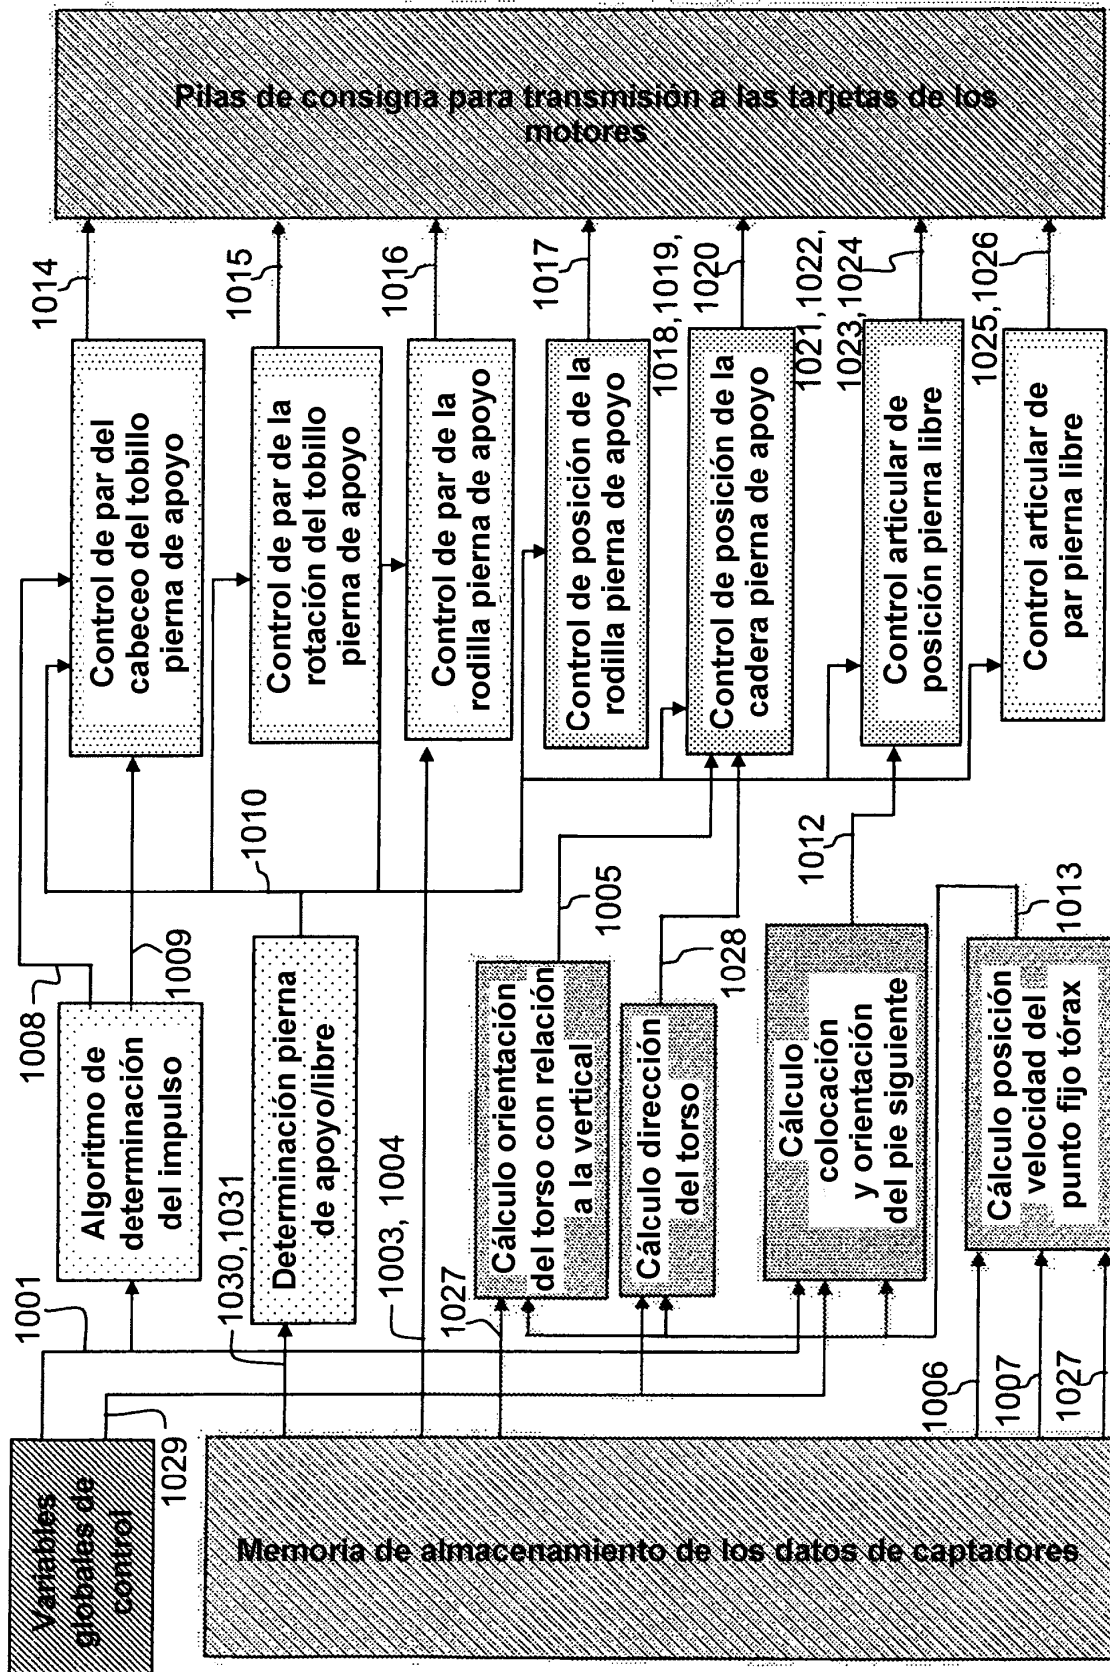 Pilas de consigna para transmisión a las tarjetas de los
motores
1014
1015
1016
1017
1018,1019,
1020
1021,1022,
1023,1024
1025,1026
Control de par del
cabeceo del tobillo
pierna de apoyo
Control de par de la
rotación del tobillo
pierna de apoyo
Control de par de la
rodilla pierna de apoyo
Control de posición de la
rodilla pierna de apoyo
Control de posición de la
cadera pierna de apoyo
Control articular de
posición pierna libre
Control articular de
par pierna libre
1008
1009
1010
1005
1028
1012
1013
Algoritmo de
determinación
del impulso
Determinación pierna
de apoyo/libre
Cálculo orientación
del torso con relación
a la vertical
Cálculo dirección
del torso
Cálculo
colocación
y orientación
del pie siguiente
Cálculo posición
velocidad del
punto fijo tórax
1001
1029
1030,1031
1003, 1004
1027
1006
1007
1027
Variables
globales de
control
Memoria de almacenamiento de los datos de captadores